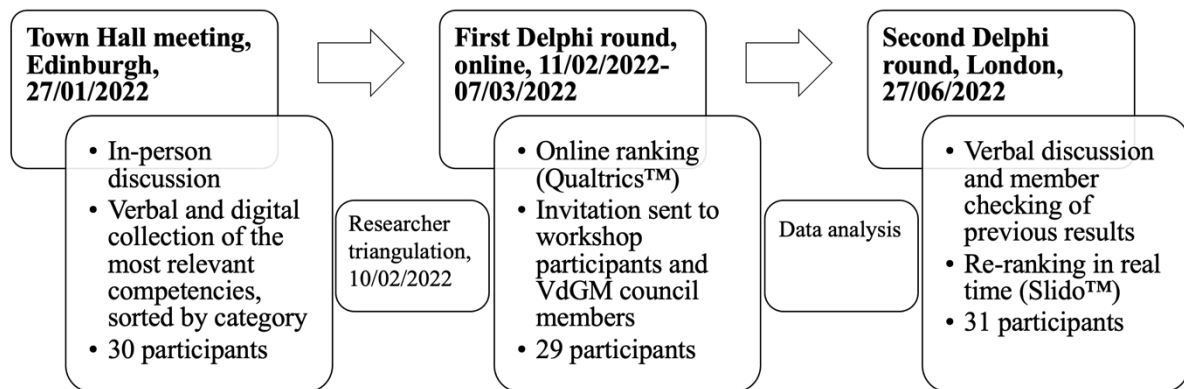 Town Hall meeting,
Edinburgh,
27/01/2022
• In-person
discussion
• Verbal and digital
collection of the
most relevant
competencies,
sorted by category
• 30 participants
Researcher
triangulation,
10/02/2022
First Delphi round,
online, 11/02/2022-
07/03/2022
• Online ranking
(Qualtrics™)
• Invitation sent to
workshop
participants and
VdGM council
members
• 29 participants
Data analysis
Second Delphi
round, London,
27/06/2022
• Verbal discussion
and member
checking of
previous results
• Re-ranking in real
time (Slido™)
• 31 participants